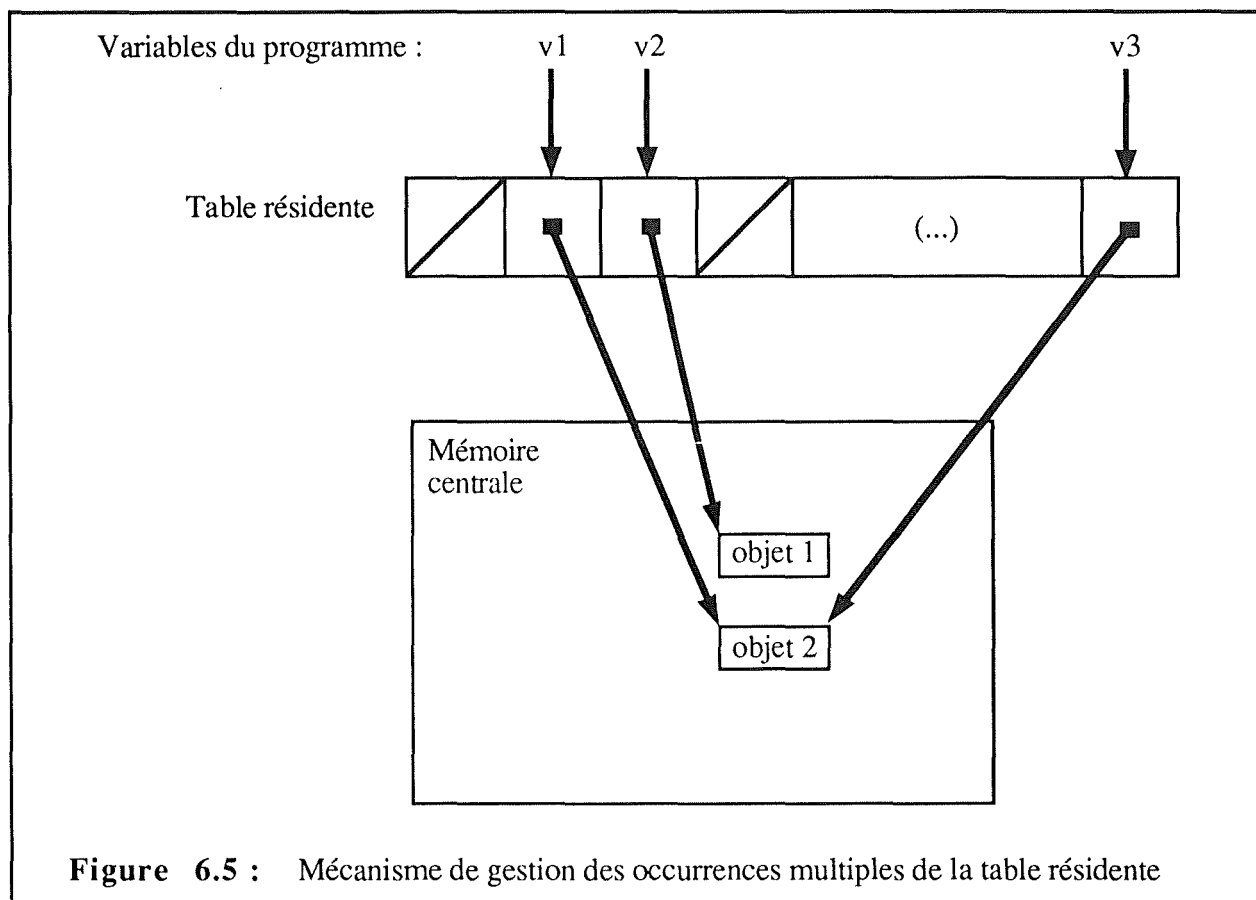 Variables du programme : v1 v2 v3
Table résidente
(...)
Mémoire
centrale
objet 1
objet 2
Figure 6.5 : Mécanisme de gestion des occurrences multiples de la table résidente